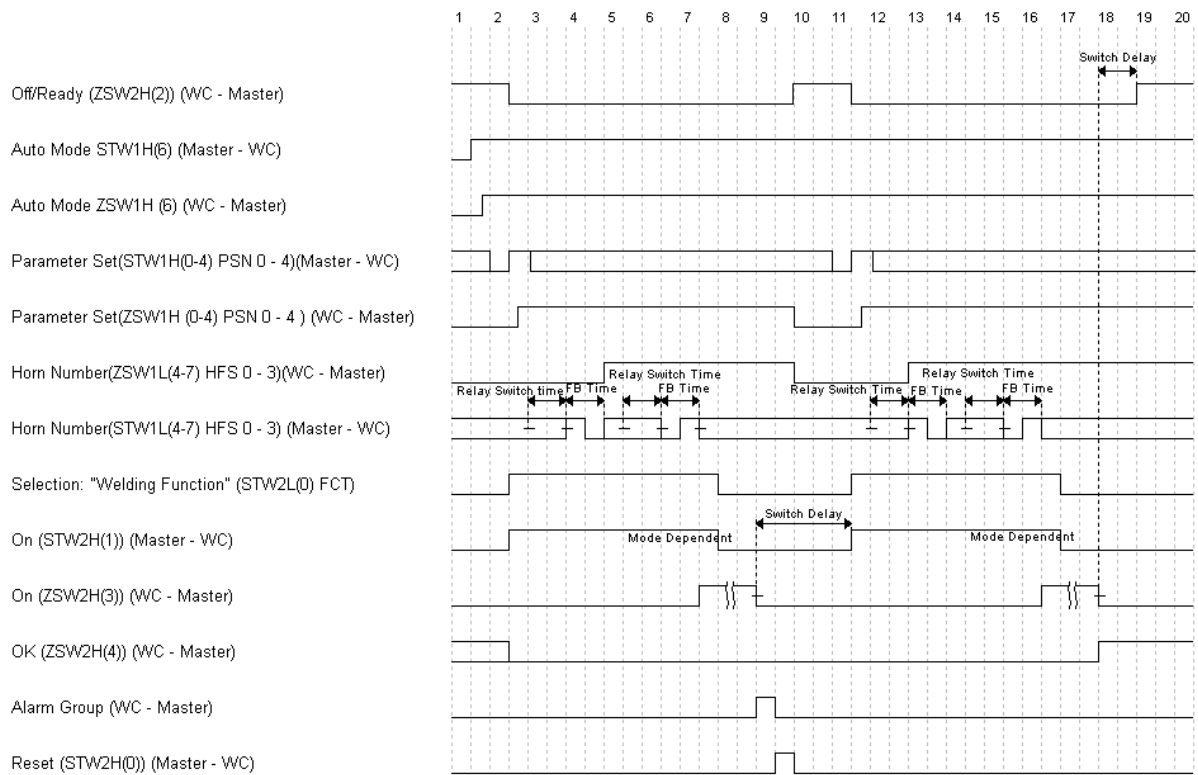 1 2 3 4 5 6 7 8 9 10 11 12 13 14 15 16 17 18 19 20
Switch Delay
Off/Ready (ZSW2H(2)) (WC - Master)
Auto Mode STW1H(6) (Master - WC)
Auto Mode ZSW1H (6) (WC - Master)
Parameter Set(STW1H(0-4) PSN 0 - 4)(Master - WC)
Parameter Set(ZSW1H (0-4) PSN 0 - 4 ) (WC - Master)
Horn Number(ZSW1L(4-7) HFS 0 - 3)(WC - Master)
Relay Switch Time
Relay Switch Time
Relay Switch time
FB Time
FB Time
Relay Switch Time
FB Time
FB Time
Horn Number(STW1L(4-7) HFS 0 - 3) (Master - WC)
Selection: "Welding Function" (STW2L(0) FCT)
Switch Delay
On (STW2H(1)) (Master - WC)
Mode Dependent
Mode Dependent
On (ZSW2H(3)) (WC - Master)
OK (ZSW2H(4)) (WC - Master)
Alarm Group (WC - Master)
Reset (STW2H(0)) (Master - WC)